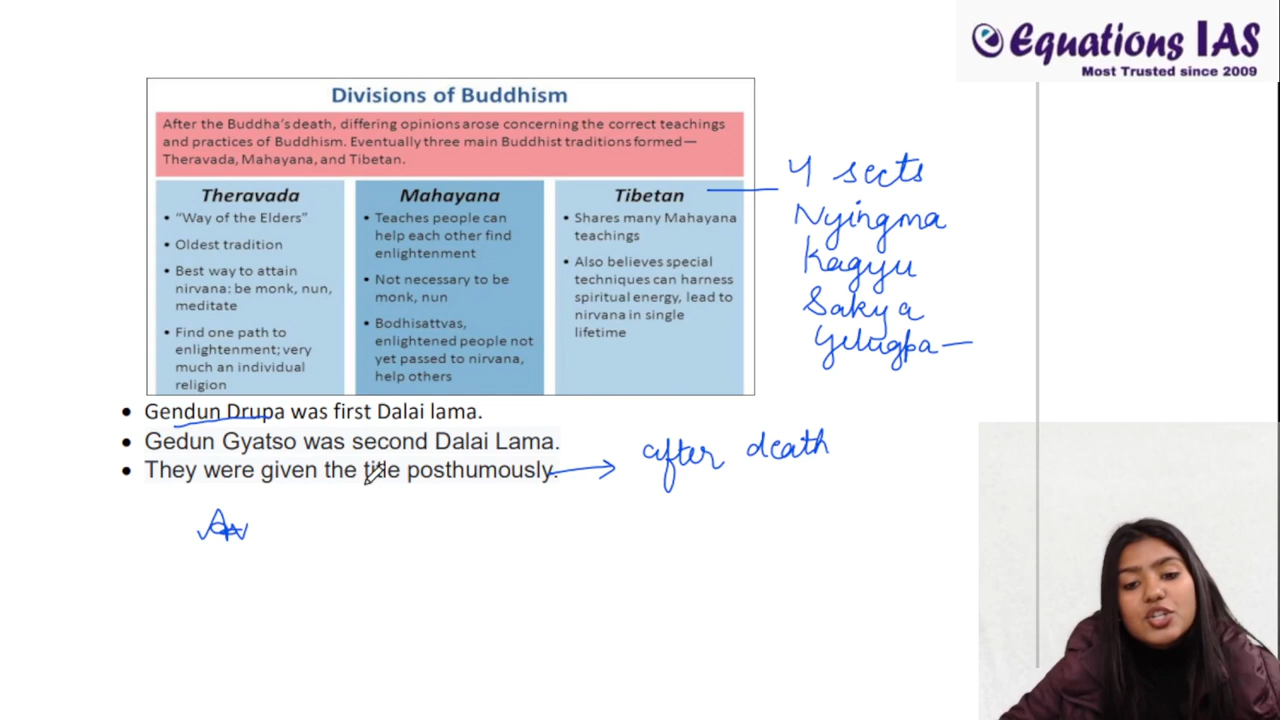 Equations IAS
Most Trusted since 2009
Divisions of Buddhism
After the Buddha's death, differing opinions arose concerning the correct teachings
and practices of Buddhism. Eventually three main Buddhist traditions formed—
Theravada, Mahayana, and Tibetan.
Theravada
• "Way of the Elders"
• Oldest tradition
• Best way to attain
nirvana: be monk, nun,
meditate
• Find one path to
enlightenment; very
much an individual
religion
Mahayana
• Teaches people can
help each other find
enlightenment
• Not necessary to be
monk, nun
• Bodhisattvas,
enlightened people not
yet passed to nirvana,
help others
Tibetan
• Shares many Mahayana
teachings
• Also believes special
techniques can harness
spiritual energy, lead to
nirvana in single
lifetime
4 sects
Nyingma
Kagyu
Sakya
Gelugpa
• Gendun Drupa was first Dalai lama.
• Gedun Gyatso was second Dalai Lama.
• They were given the title posthumously.
after death